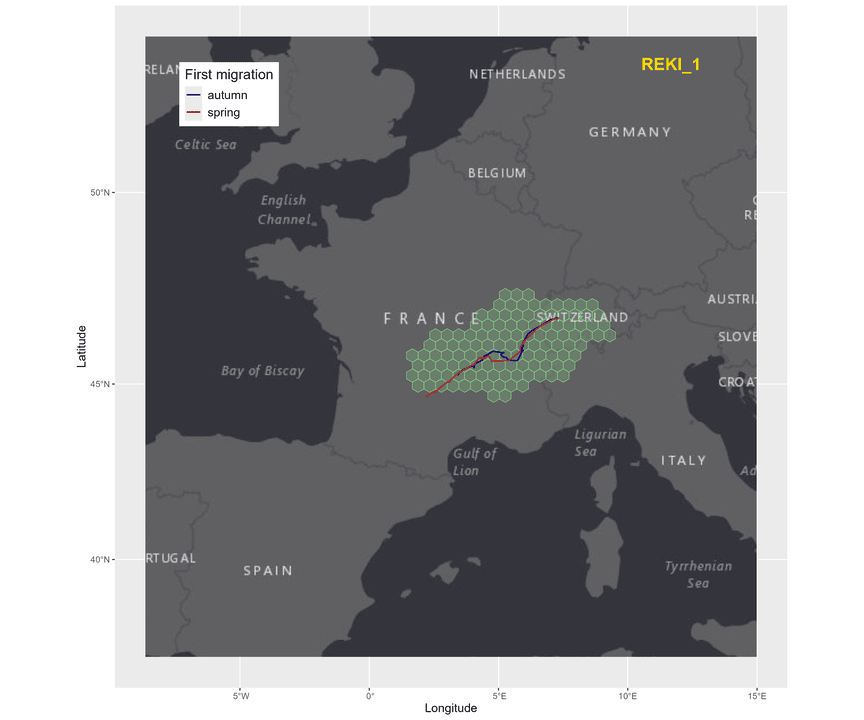 REKI_1
First migration
autumn
spring
RELAN
NETHERLANDS
GERMANY
Celtic Sea
BELGIUM
English
Channel
C
RE
FRANCE
SWITZERLAND
AUSTRI
SLOVE
CROAT
Bay of Biscay
Ligurian
Sea
Gulf of
Lion
ITALY
Ad
RTUGAL
SPAIN
Tyrrhenian
Sea
50°N
45°N
40°N
5°W
0°
5°E
10°E
15°E
Latitude
Longitude